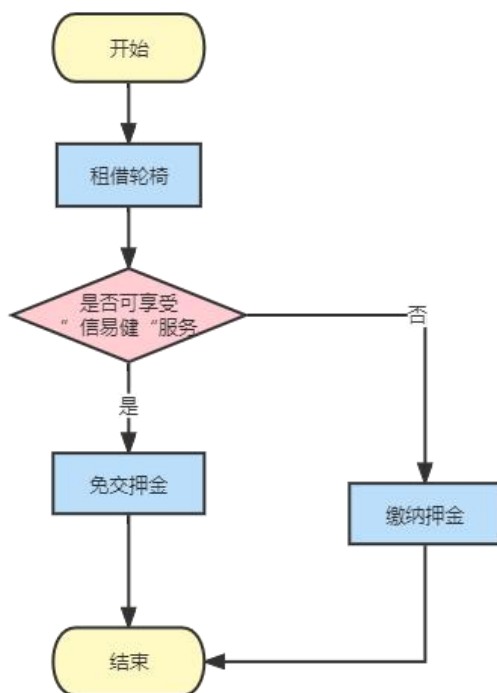 开始
租借轮椅
是否可享受
“ 信易健“服务
否
是
免交押金
缴纳押金
结束